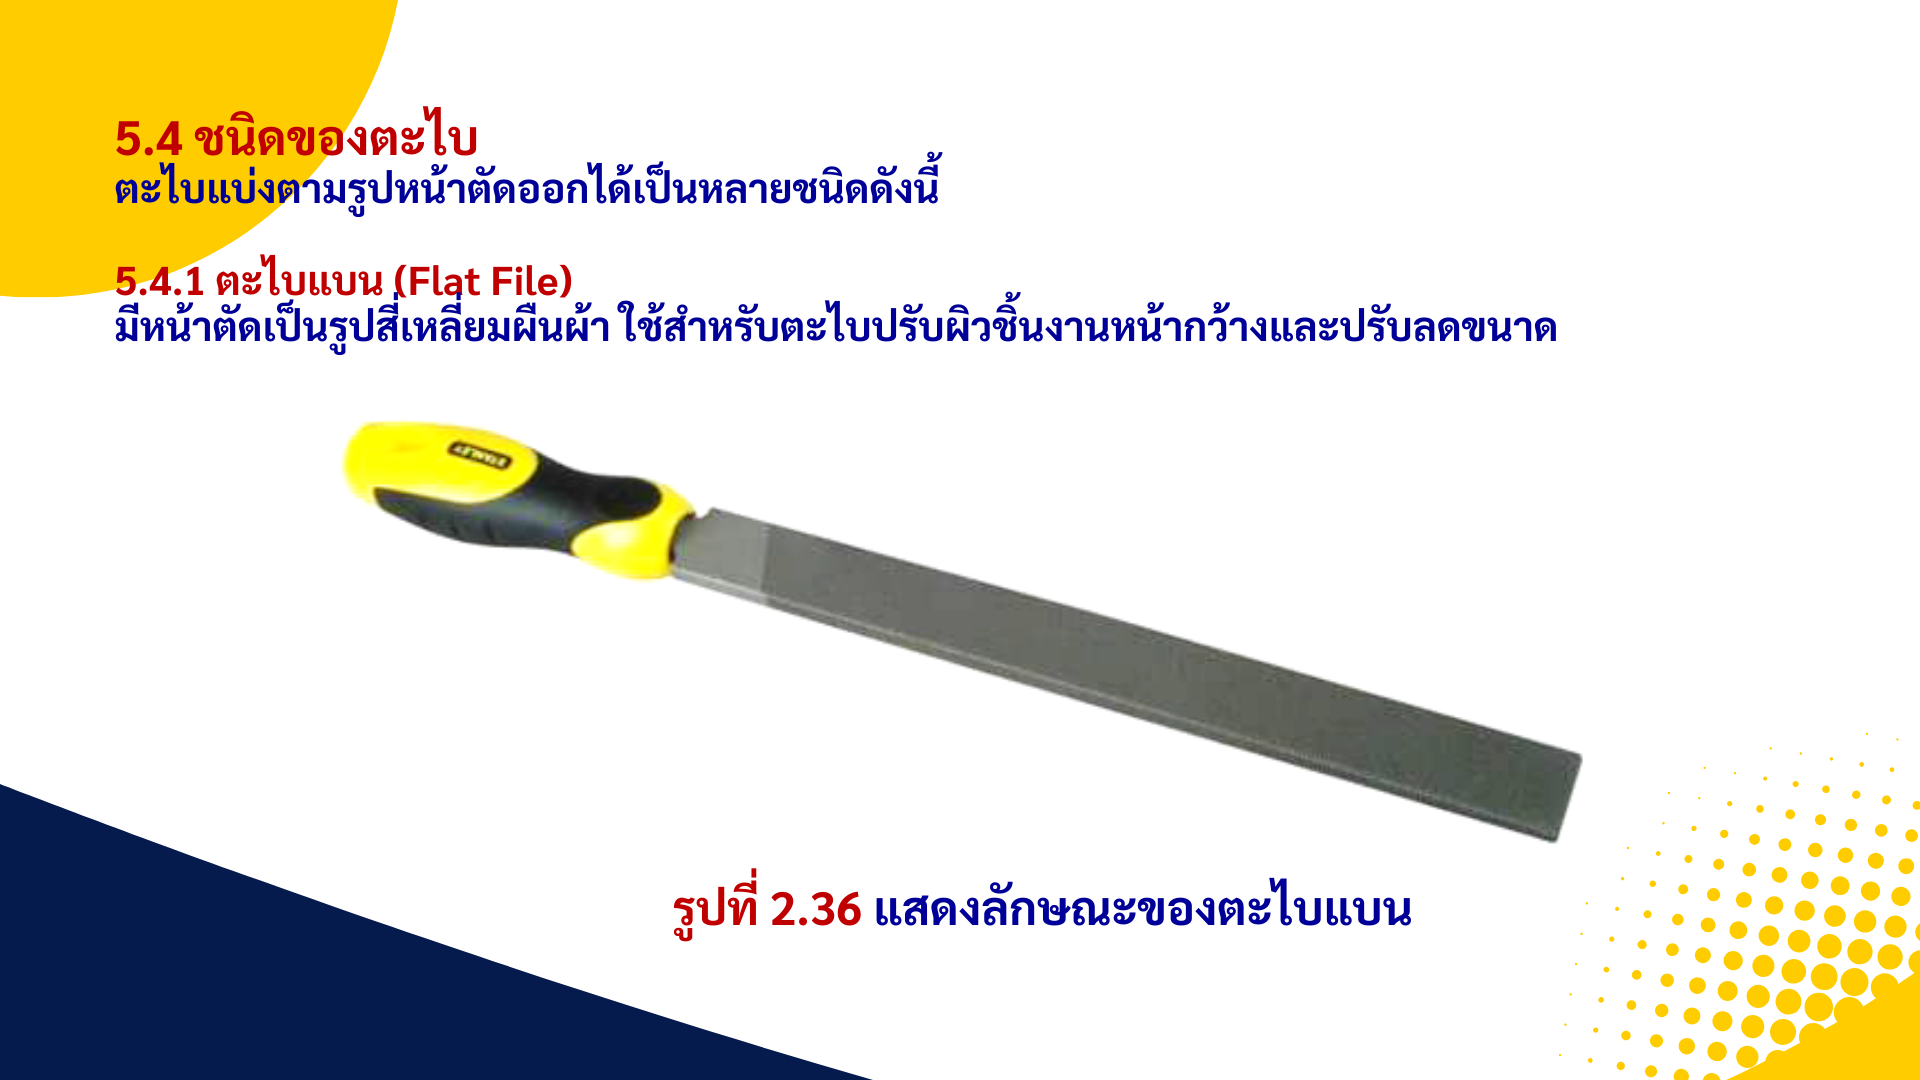 5.4 ชนิดของตะไบ
ตะไบแบ่งตามรูปหน้าตัดออกได้เป็นหลายชนิดดังนี้
5.4.1 ตะไบแบน (Flat File)
มีหน้าตัดเป็นรูปสี่เหลี่ยมผืนผ้า ใช้สำหรับตะไบปรับผิวชิ้นงานหน้ากว้างและปรับลดขนาด
STANLEY
รูปที่ 2.36 แสดงลักษณะของตะไบแบน